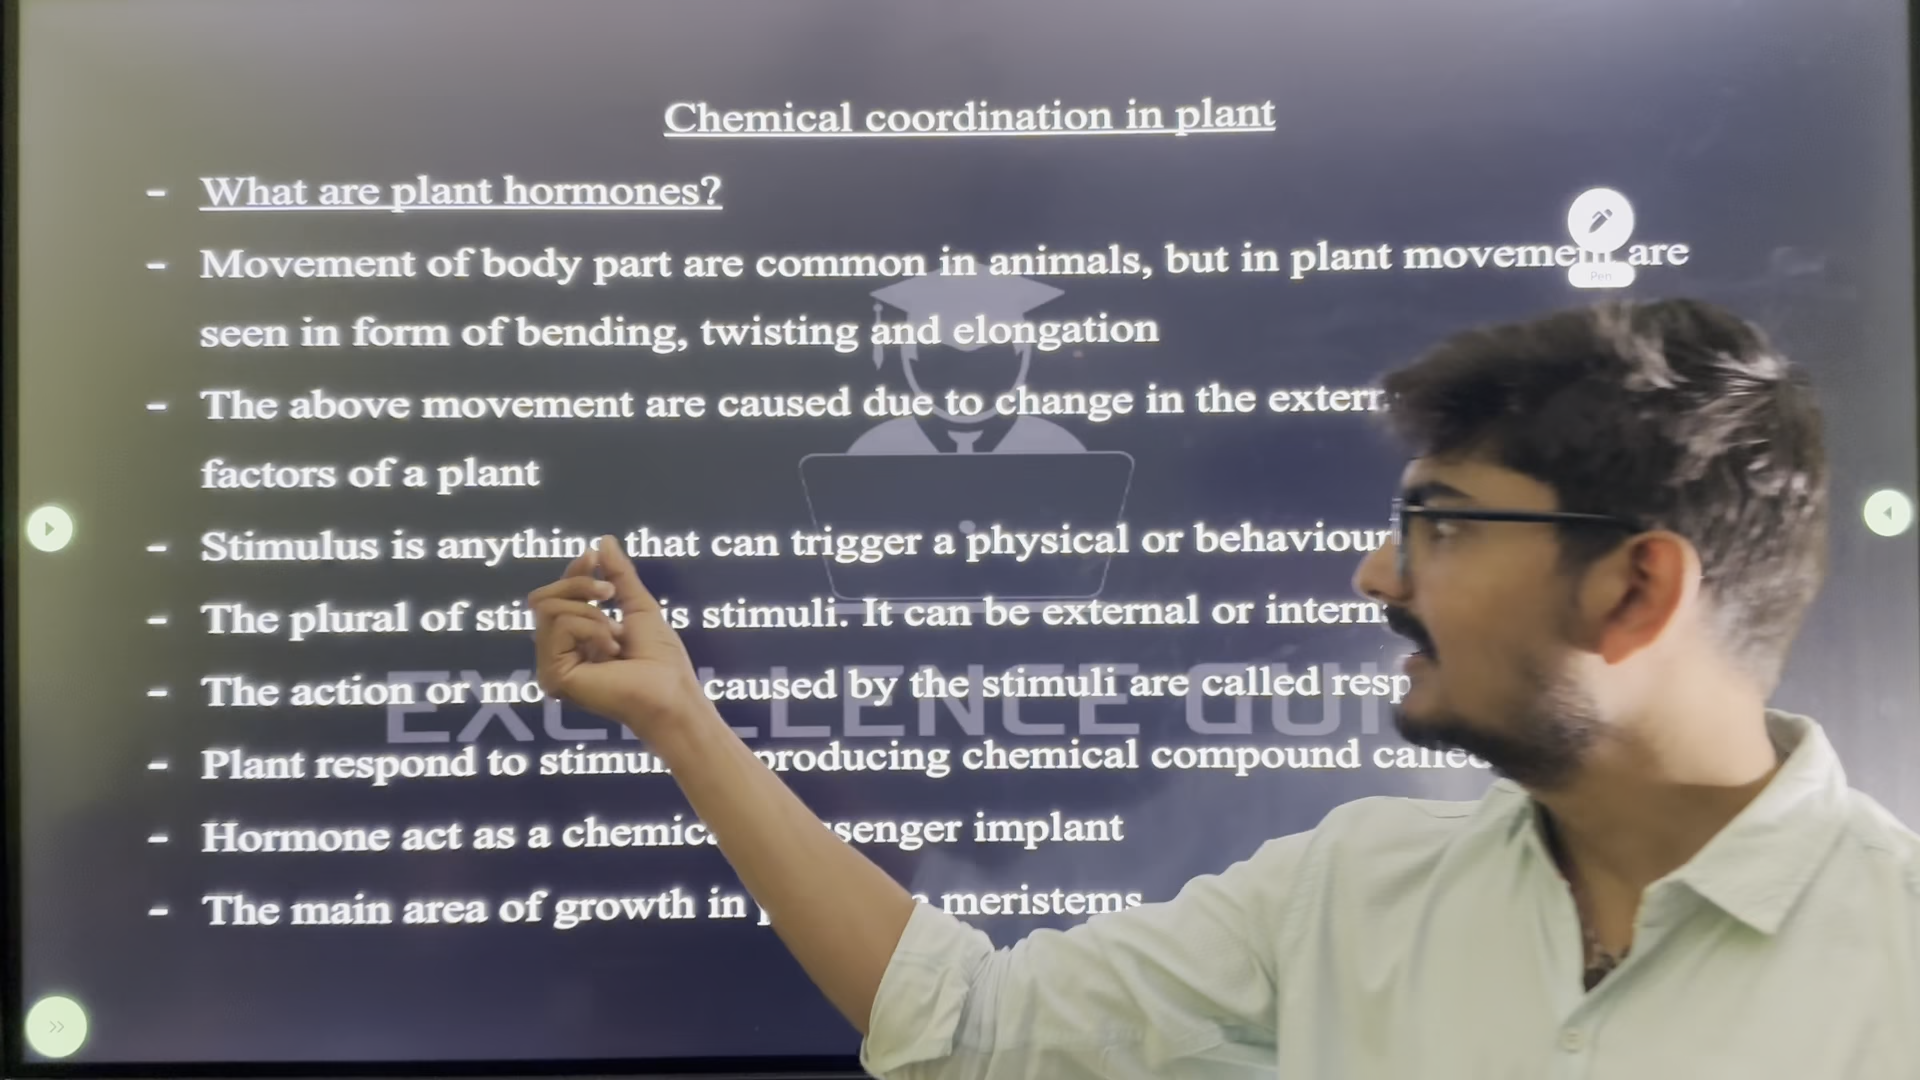 Chemical coordination in plant
- What are plant hormones?
- Movement of body part are common in animals, but in plant are
seen in form of bending, twisting and elongation
- The above movement are caused due to change in the
factors of a plant
- Stimulus is anything that can trigger a physical or
- The plural of is stimuli. It can be external or
- The action or caused by the stimuli are called
- Plant respond to producing chemical compound
- Hormone act as a implant
- The main area of growth in meristems
Pen
EXCELLENCE